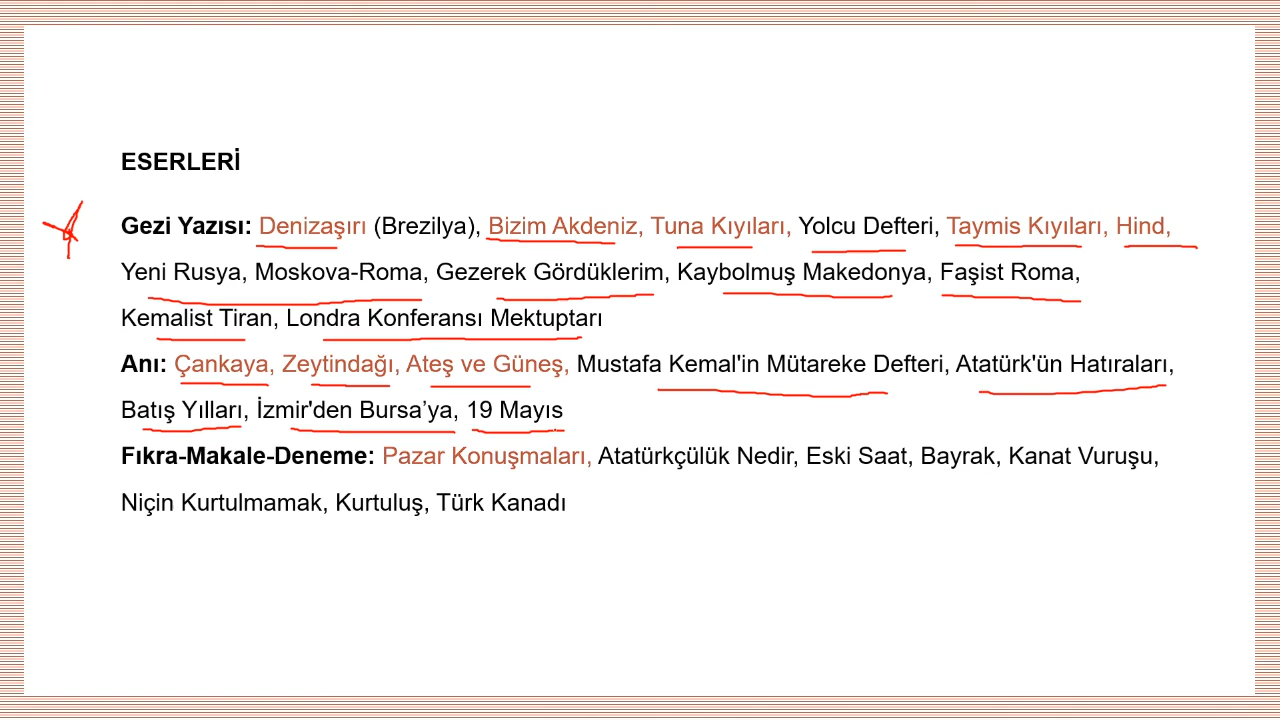 ESERLERİ
Gezi Yazısı: Denizaşırı (Brezilya), Bizim Akdeniz, Tuna Kıyıları, Yolcu Defteri, Taymis Kıyıları, Hind,
Yeni Rusya, Moskova-Roma, Gezerek Gördüklerim, Kaybolmuş Makedonya, Faşist Roma,
Kemalist Tiran, Londra Konferansı Mektuptarı
Anı: Çankaya, Zeytindağı, Ateş ve Güneş, Mustafa Kemal'in Mütareke Defteri, Atatürk'ün Hatıraları,
Batış Yılları, İzmir'den Bursa’ya, 19 Mayıs
Fıkra-Makale-Deneme: Pazar Konuşmaları, Atatürkçülük Nedir, Eski Saat, Bayrak, Kanat Vuruşu,
Niçin Kurtulmamak, Kurtuluş, Türk Kanadı